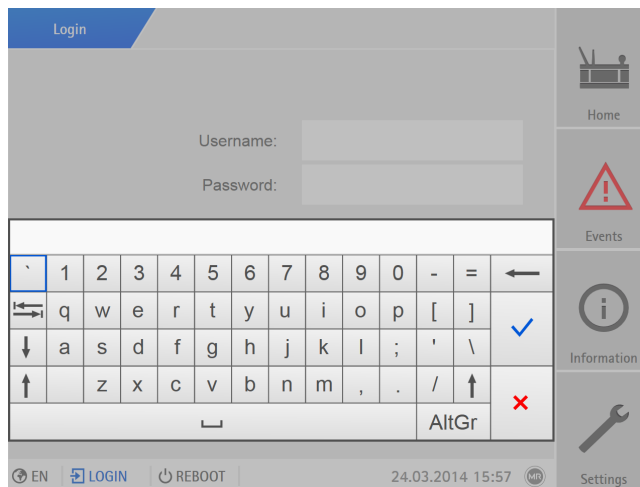 Login
Home
Username:
Password:
Events
` 1 2 3 4 5 6 7 8 9 0 - =
q w e r t y u i o p [ ]
a s d f g h j k l ; ' \
z x c v b n m , . /
AltGr
Information
EN LOGIN REBOOT 24.03.2014 15:57 MR
Settings